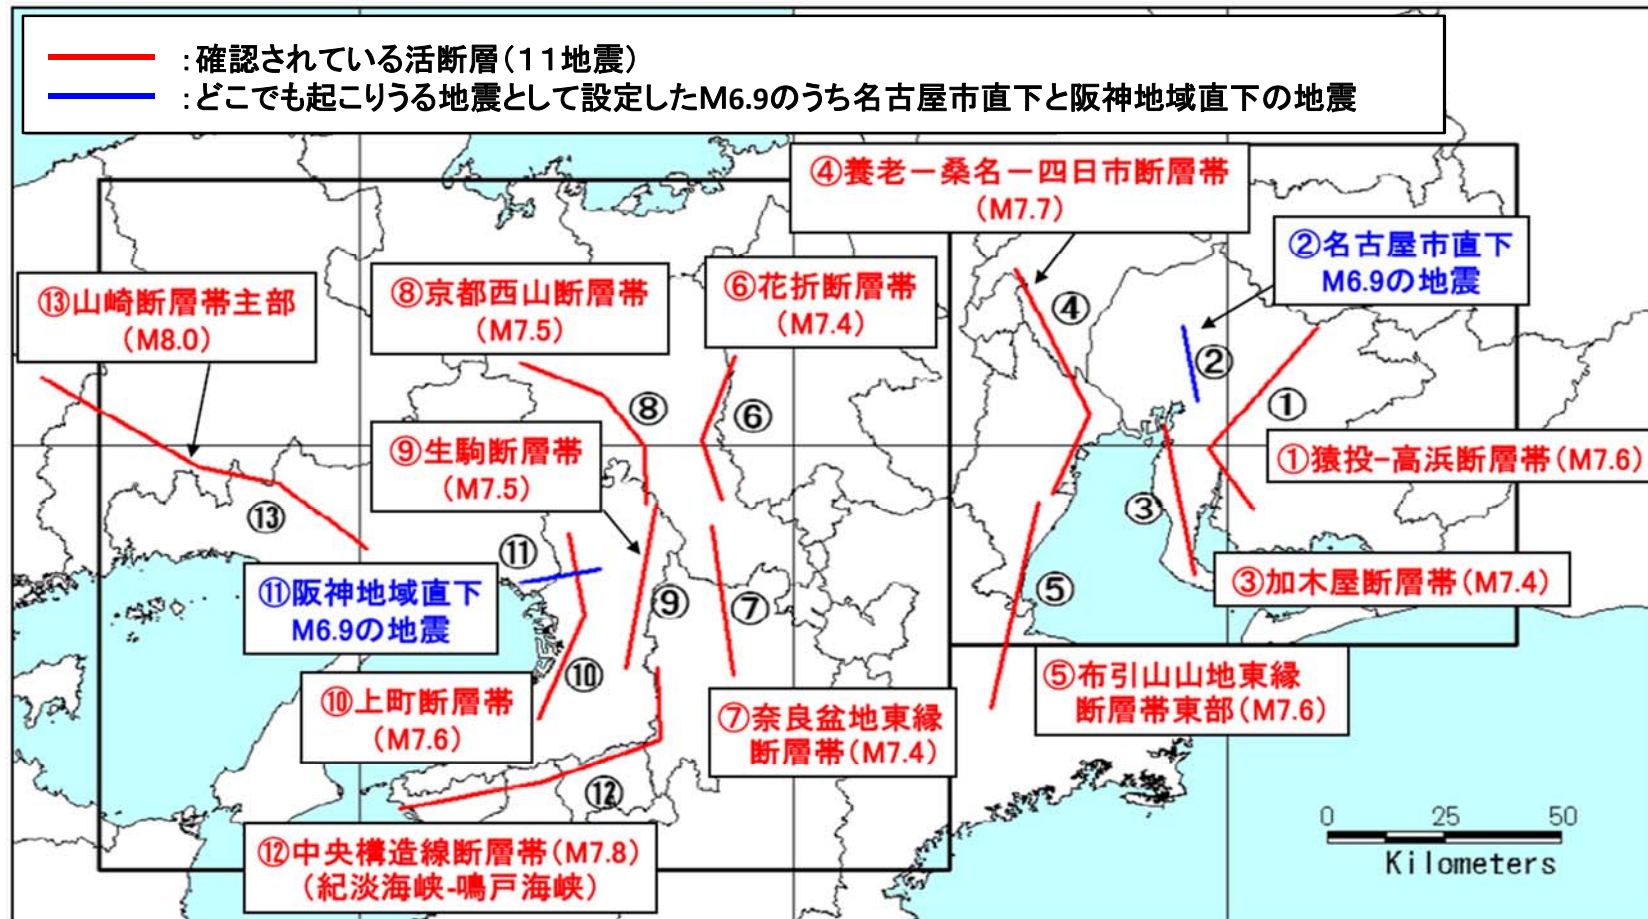 :確認されている活断層(11地震)
:どこでも起こりうる地震として設定したM6.9のうち名古屋市直下と阪神地域直下の地震
④養老－桑名－四日市断層帯
(M7.7)
②名古屋市直下
M6.9の地震
⑬山崎断層帯主部
(M8.0)
⑧京都西山断層帯
(M7.5)
⑥花折断層帯
(M7.4)
④
②
①
⑧
⑥
⑨生駒断層帯
(M7.5)
①猿投-高浜断層帯(M7.6)
⑬
③
⑪
⑪阪神地域直下
M6.9の地震
⑨
⑦
⑤
③加木屋断層帯(M7.4)
⑩
⑩上町断層帯
(M7.6)
⑦奈良盆地東縁
断層帯(M7.4)
⑤布引山山地東縁
断層帯東部(M7.6)
⑫
⑫中央構造線断層帯(M7.8)
(紀淡海峡-鳴戸海峡)
0 25 50
Kilometers